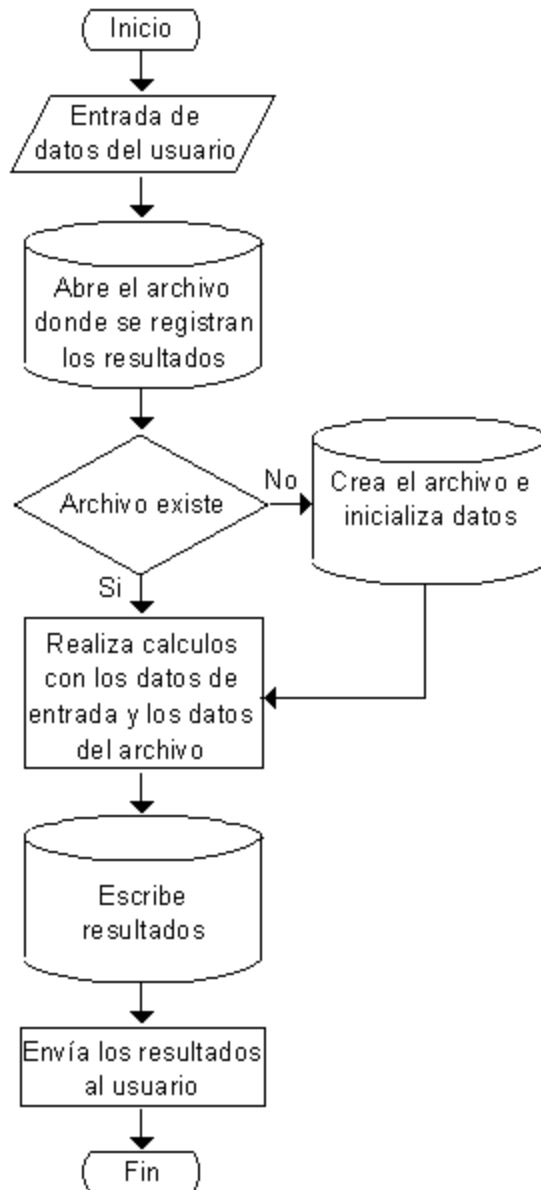 Inicio
Entrada de
datos del usuario
Abre el archivo
donde se registran
los resultados
Archivo existe
No
Crea el archivo e
inicializa datos
Si
Realiza calculos
con los datos de
entrada y los datos
del archivo
Escribe
resultados
Envía los resultados
al usuario
Fin